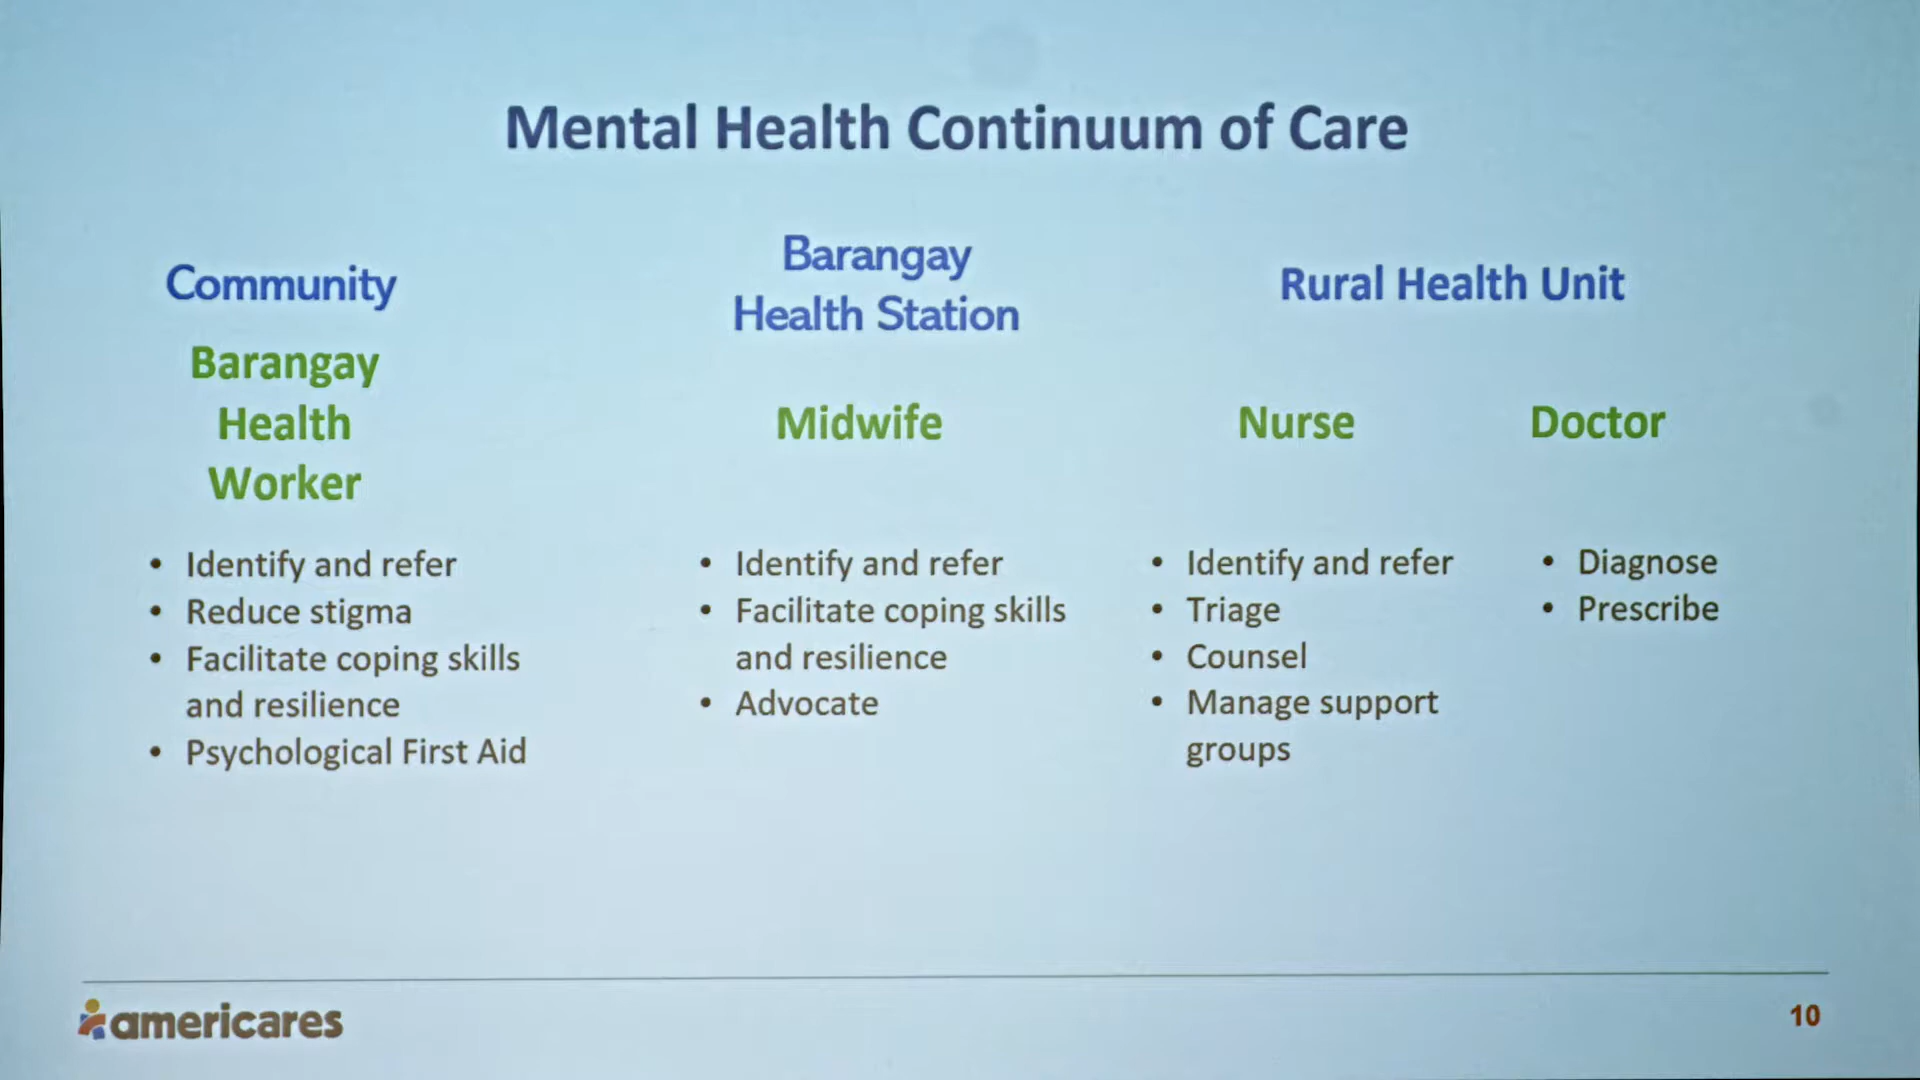 Mental Health Continuum of Care
Community
Barangay
Health
Worker
• Identify and refer
• Reduce stigma
• Facilitate coping skills
and resilience
• Psychological First Aid
Barangay
Health Station
Midwife
• Identify and refer
• Facilitate coping skills
and resilience
• Advocate
Rural Health Unit
Nurse
• Identify and refer
• Triage
• Counsel
• Manage support
groups
Doctor
• Diagnose
• Prescribe
americares
10